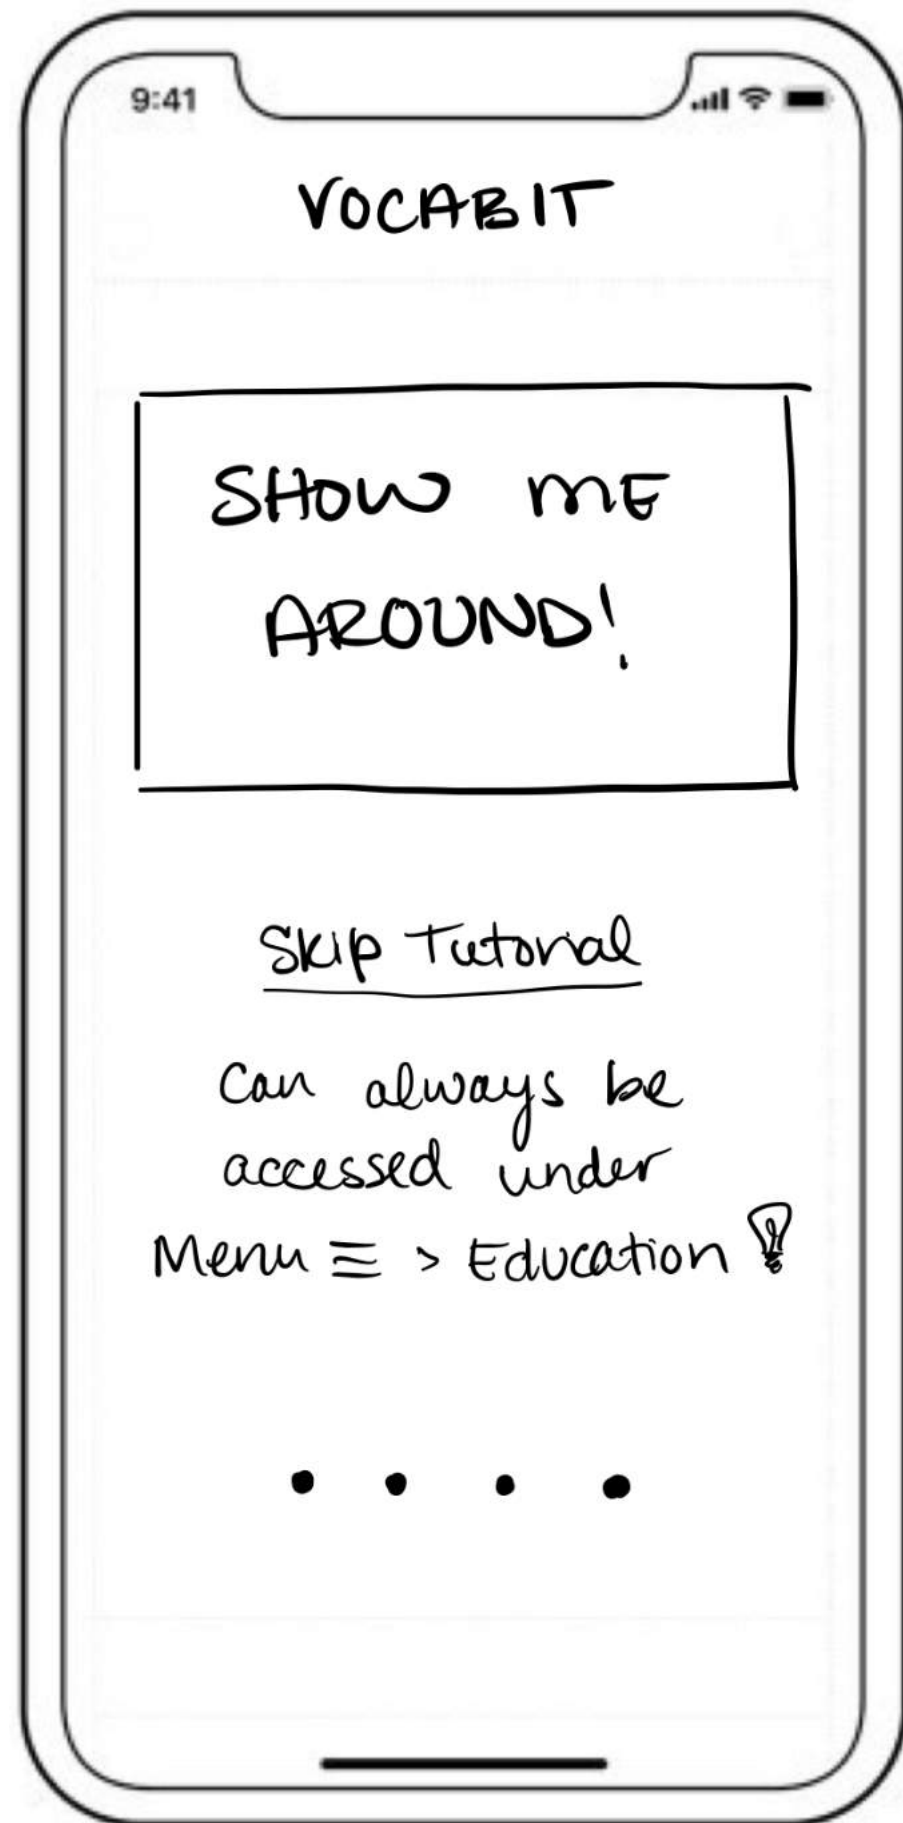 9:41
VOCABIT
SHOW ME
AROUND!
Skip Tutorial
Can always be
accessed under
Menu ☰ > Education